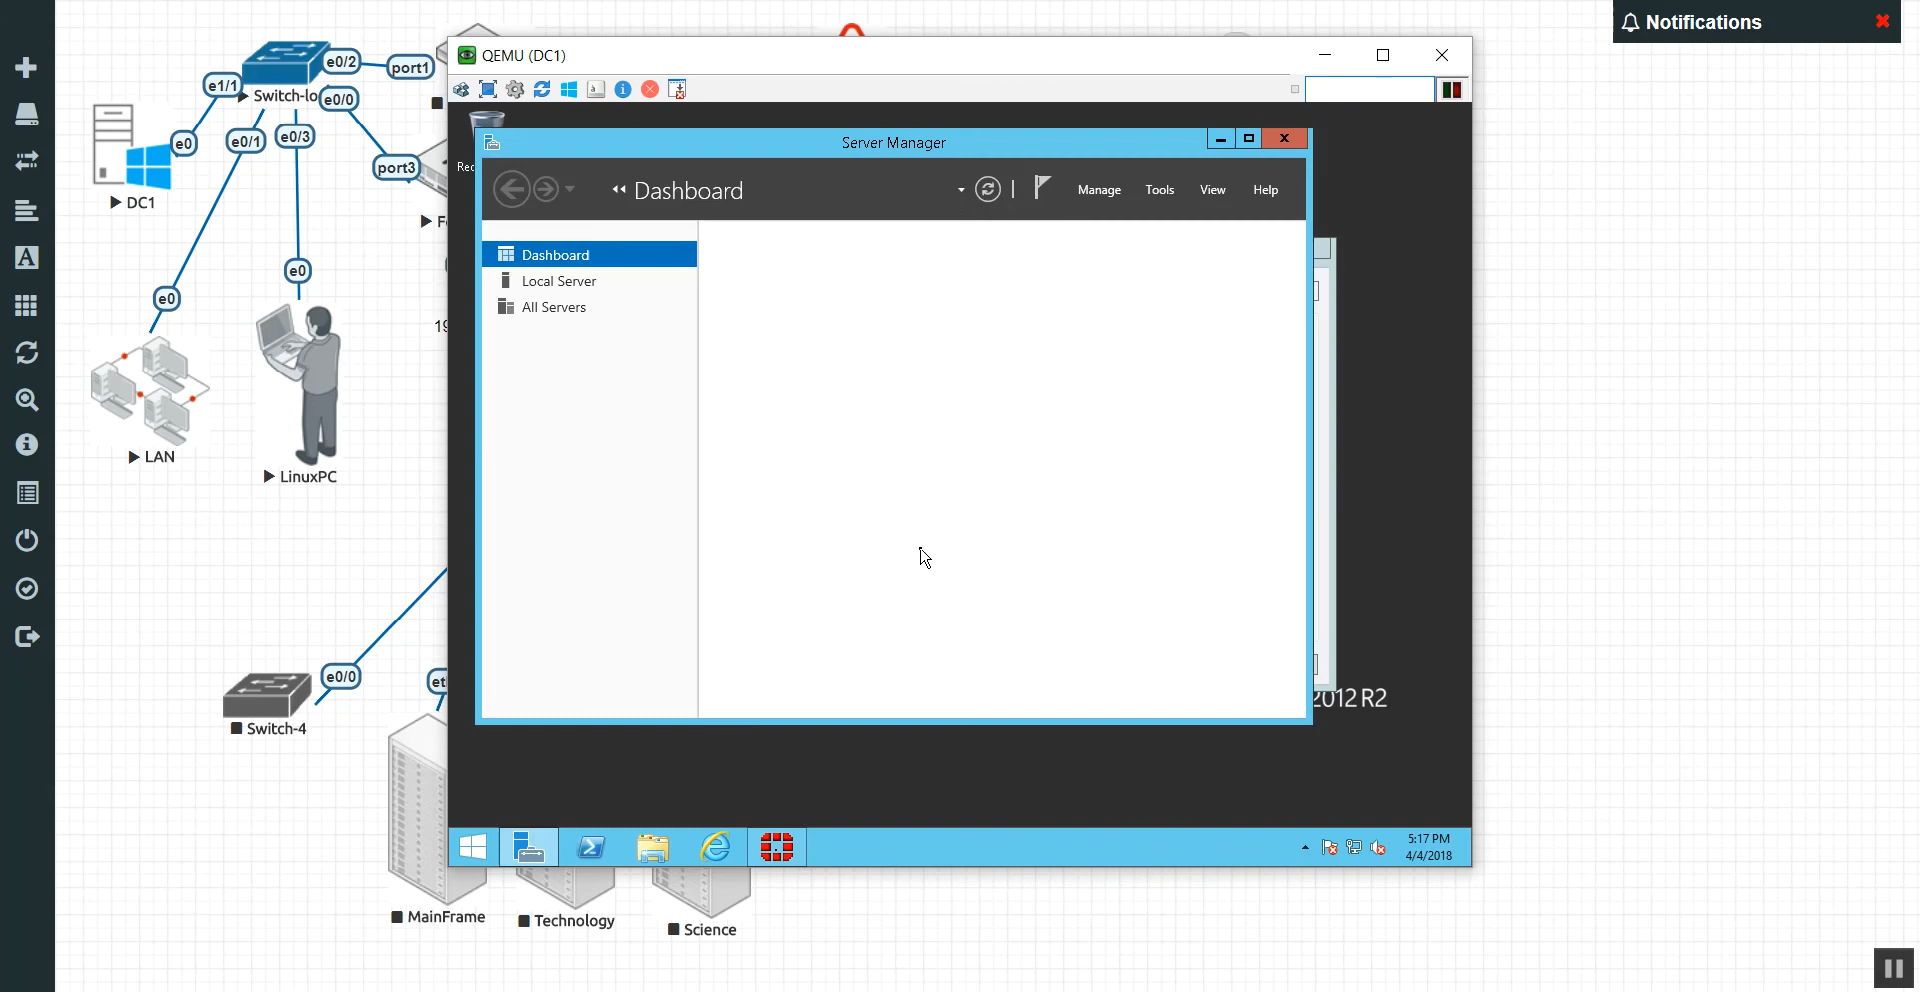 Notifications
QEMU (DC1)
e0/2
port1
e1/1
Switch-lo
e0/0
e0
e0/1
e0/3
port3
DC1
Server Manager
Dashboard
Manage
Tools
View
Help
Dashboard
Local Server
All Servers
e0
e0
LAN
LinuxPC
2012 R2
e0/0
Switch-4
5:17 PM
4/4/2018
MainFrame
Technology
Science